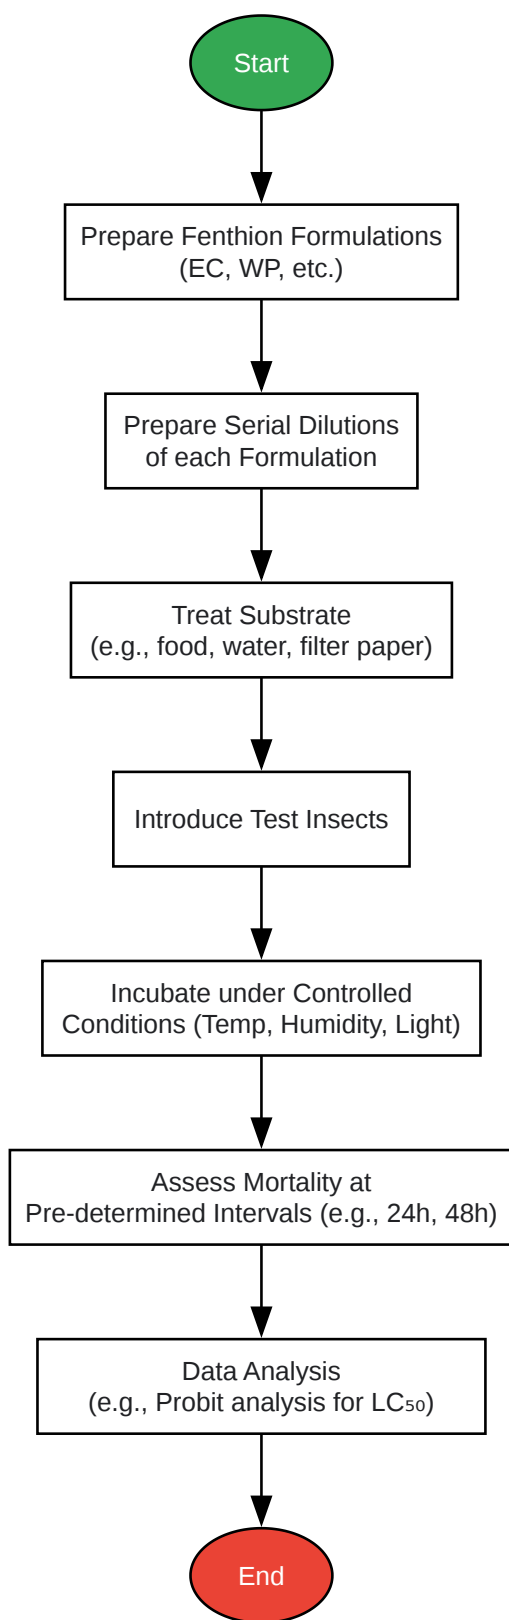 Start
Prepare Fenthion Formulations
(EC, WP, etc.)
Prepare Serial Dilutions
of each Formulation
Treat Substrate
(e.g., food, water, filter paper)
Introduce Test Insects
Incubate under Controlled
Conditions (Temp, Humidity, Light)
Assess Mortality at
Pre-determined Intervals (e.g., 24h, 48h)
Data Analysis
(e.g., Probit analysis for LC₅₀)
End